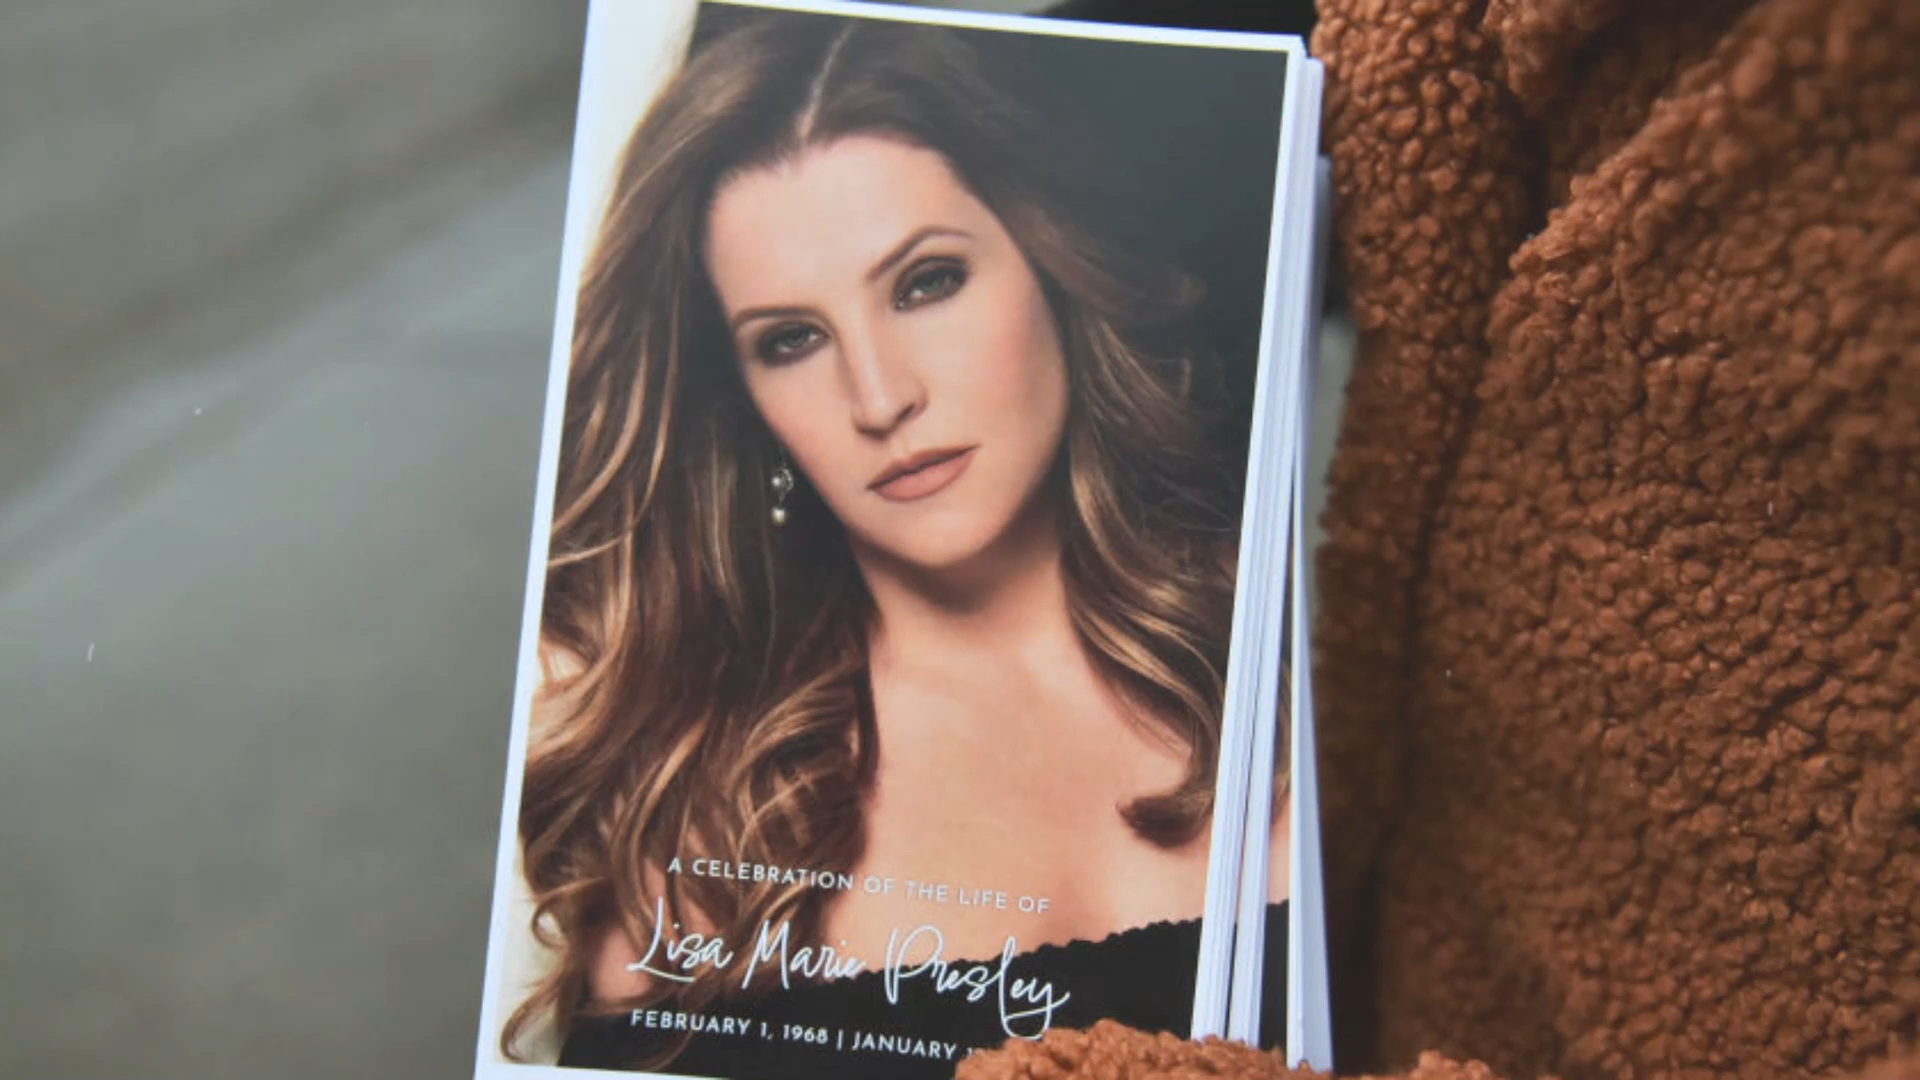 A CELEBRATION OF THE LIFE OF
Lisa Marie Presley
FEBRUARY 1, 1968 | JANUARY